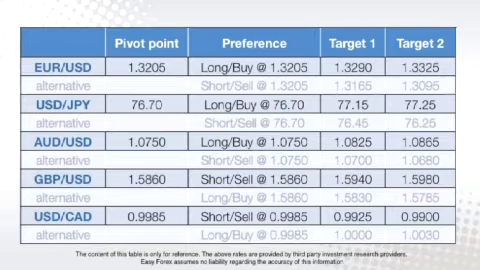 Pivot point Preference Target 1 Target 2
EUR/USD 1.3205 Long/Buy @ 1.3205 1.3290 1.3325
alternative Short/Sell @ 1.3205 1.3165 1.3095
USD/JPY 76.70 Long/Buy @ 76.70 77.15 77.25
alternative Short/Sell @ 76.70 76.45 76.25
AUD/USD 1.0750 Long/Buy @ 1.0750 1.0825 1.0865
alternative Short/Sell @ 1.0750 1.0700 1.0680
GBP/USD 1.5860 Short/Sell @ 1.5860 1.5940 1.5980
alternative Long/Buy @ 1.5860 1.5830 1.5785
USD/CAD 0.9985 Short/Sell @ 0.9985 0.9925 0.9900
alternative Long/Buy @ 0.9985 1.0000 1.0030
The content of this table is only for reference. The above rates are provided by third party investment research providers.
Easy Forex assumes no liability regarding the accuracy of this information